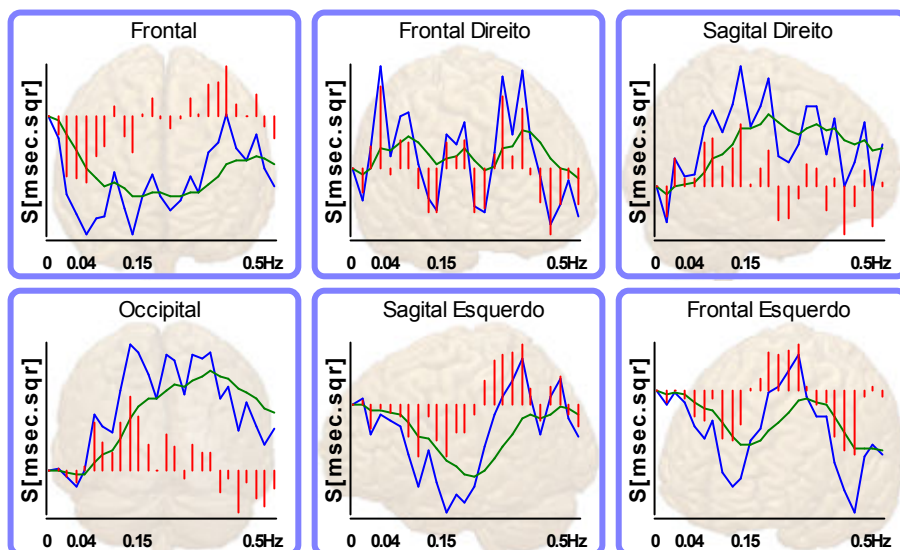 Frontal
S[msec.sqr]
0 0.04 0.15 0.5Hz
Frontal Direito
S[msec.sqr]
0 0.04 0.15 0.5Hz
Sagital Direito
S[msec.sqr]
0 0.04 0.15 0.5Hz
Occipital
S[msec.sqr]
0 0.04 0.15 0.5Hz
Sagital Esquerdo
S[msec.sqr]
0 0.04 0.15 0.5Hz
Frontal Esquerdo
S[msec.sqr]
0 0.04 0.15 0.5Hz